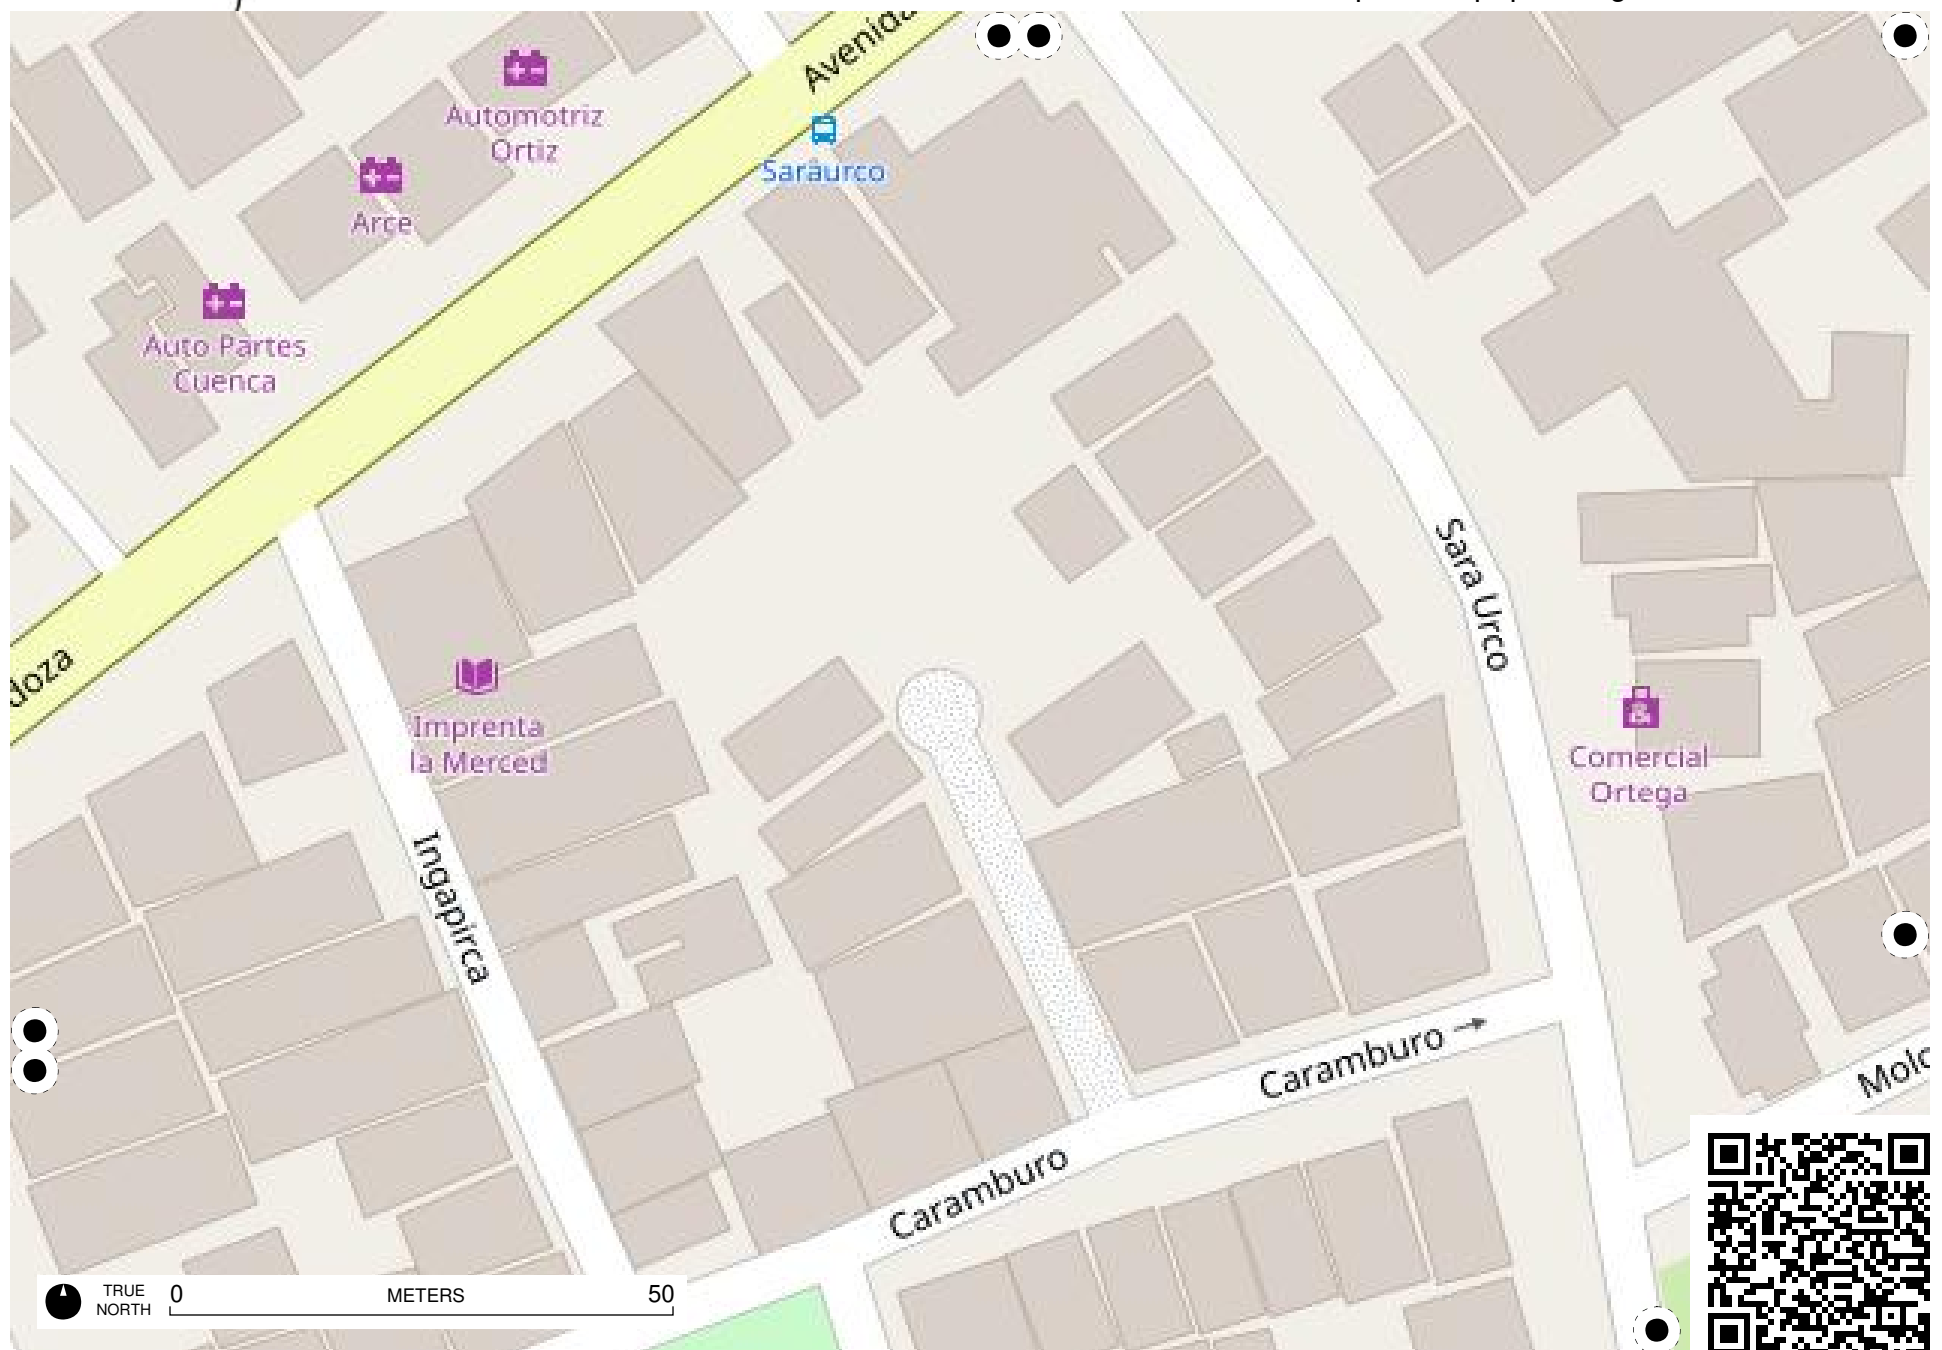 Avenida
Automotriz
Ortiz
Saraurco
Arce
Auto Partes
Cuenca
Sara Urco
doza
Imprenta
la Merced
Comercial
Ortega
Ingapirca
Caramburo →
Molo
Caramburo
TRUE
NORTH
0 METERS 50